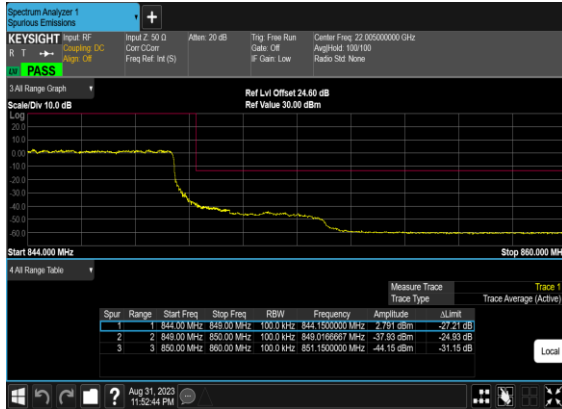 Spectrum Analyzer 1
Spurious Emissions
+
KEYSIGHT Input: RF Input Z: 50 Ω Atten: 20 dB Trig: Free Run Center Freq: 22.005000000 GHz
R T Coupling: DC Corr CCorr Gate: Off Avg|Hold: 100/100
Align: Off Freq Ref: Int (S) IF Gain: Low Radio Std: None
PASS
3 All Range Graph
Ref Lvl Offset 24.60 dB
Scale/Div 10.0 dB Ref Value 30.00 dBm
Log
20.0
10.0
0.00
-10.0
-20.0
-30.0
-40.0
-50.0
-60.0
Start 844.000 MHz Stop 860.000 MH
4 All Range Table
Measure Trace Trace 1
Trace Type Trace Average (Active)
Spur Range Start Freq Stop Freq RBW Frequency Amplitude ΔLimit
1 1 844.00 MHz 849.00 MHz 100.0 kHz 844.1500000 MHz 2.791 dBm -27.21 dB
2 2 849.00 MHz 850.00 MHz 100.0 kHz 849.0166667 MHz -37.93 dBm -24.93 dB
3 3 850.00 MHz 860.00 MHz 100.0 kHz 851.1500000 MHz -44.15 dBm -31.15 dB
Local
? Aug 31, 2023
11:52:44 PM